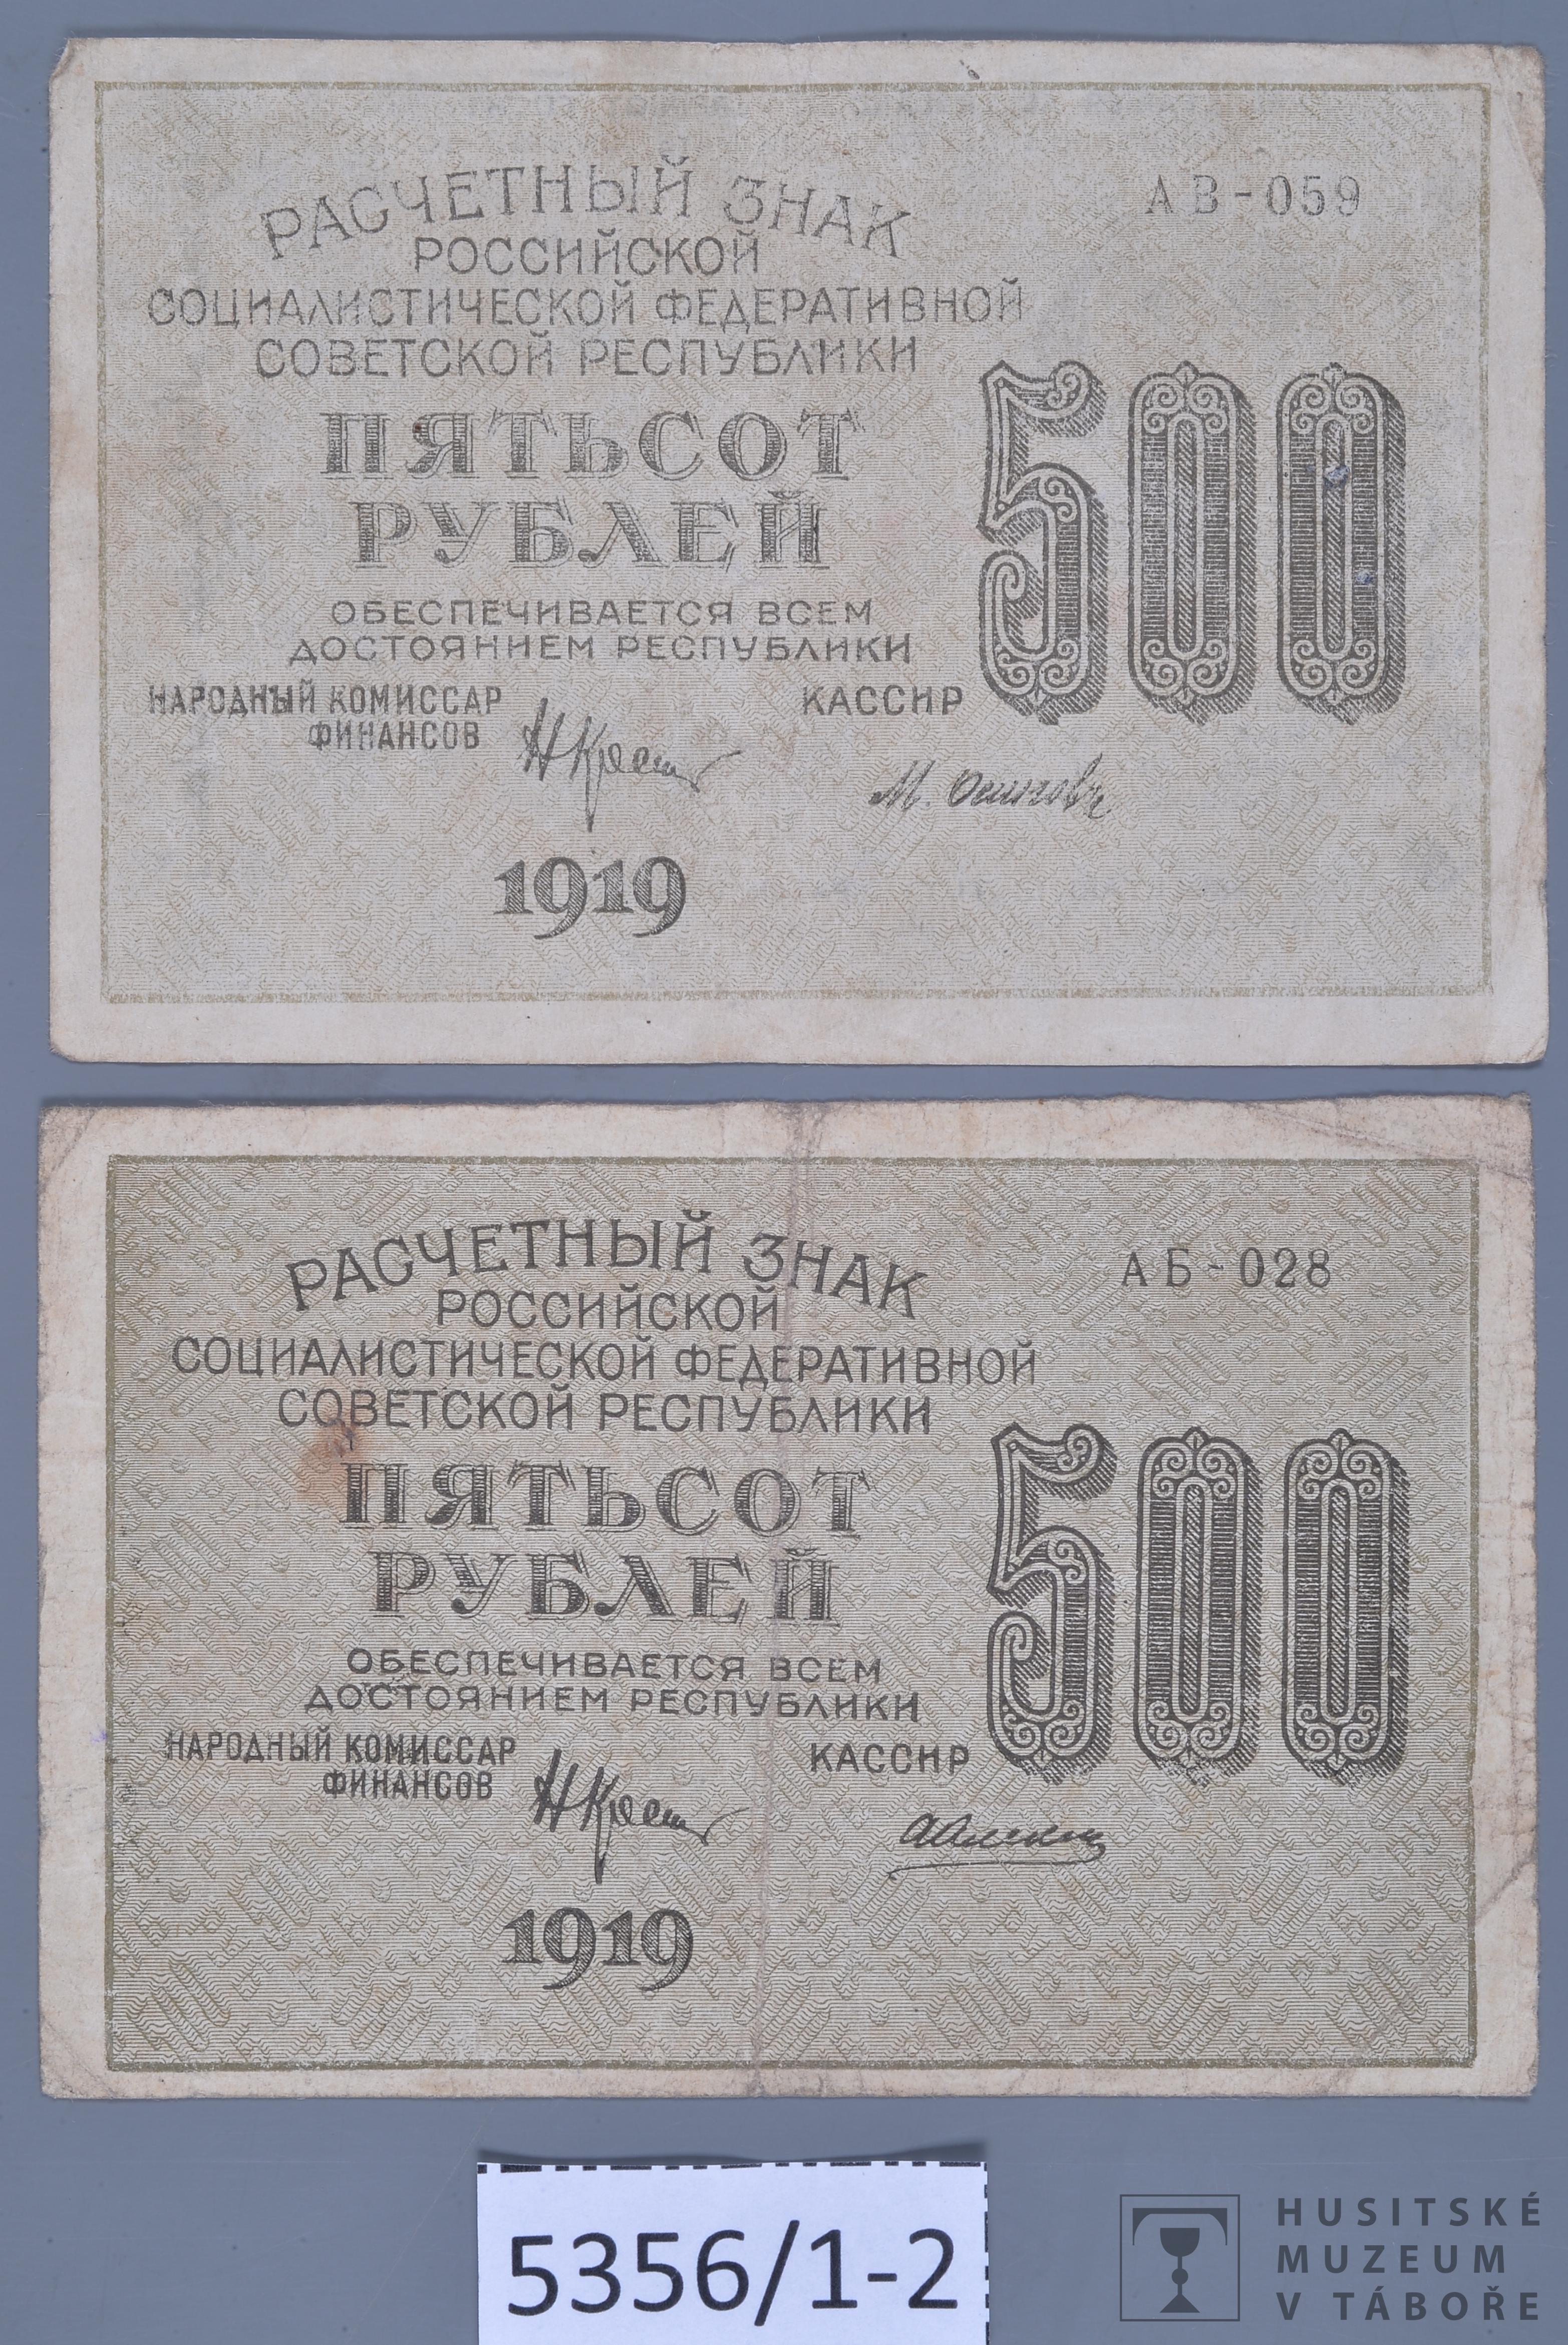 РАСЧЕТНЫЙ ЗНАК
РОССИЙСКОЙ
СОЦИАЛИСТИЧЕСКОЙ ФЕДЕРАТИВНОЙ
СОВЕТСКОЙ РЕСПУБЛИКИ
АВ-059
ПЯТЬСОТ
РУБЛЕЙ
500
ОБЕСПЕЧИВАЕТСЯ ВСЕМ
ДОСТОЯНИЕМ РЕСПУБЛИКИ
НАРОДНЫЙ КОМИССАР
ФИНАНСОВ
КАССИР
М. Осиповъ
1919
РАСЧЕТНЫЙ ЗНАК
РОССИЙСКОЙ
СОЦИАЛИСТИЧЕСКОЙ ФЕДЕРАТИВНОЙ
СОВЕТСКОЙ РЕСПУБЛИКИ
АБ-028
ПЯТЬСОТ
РУБЛЕЙ
500
ОБЕСПЕЧИВАЕТСЯ ВСЕМ
ДОСТОЯНИЕМ РЕСПУБЛИКИ
НАРОДНЫЙ КОМИССАР
ФИНАНСОВ
КАССИР
1919
5356/1-2
HUSITSKÉ
MUZEUM
V TÁBOŘE